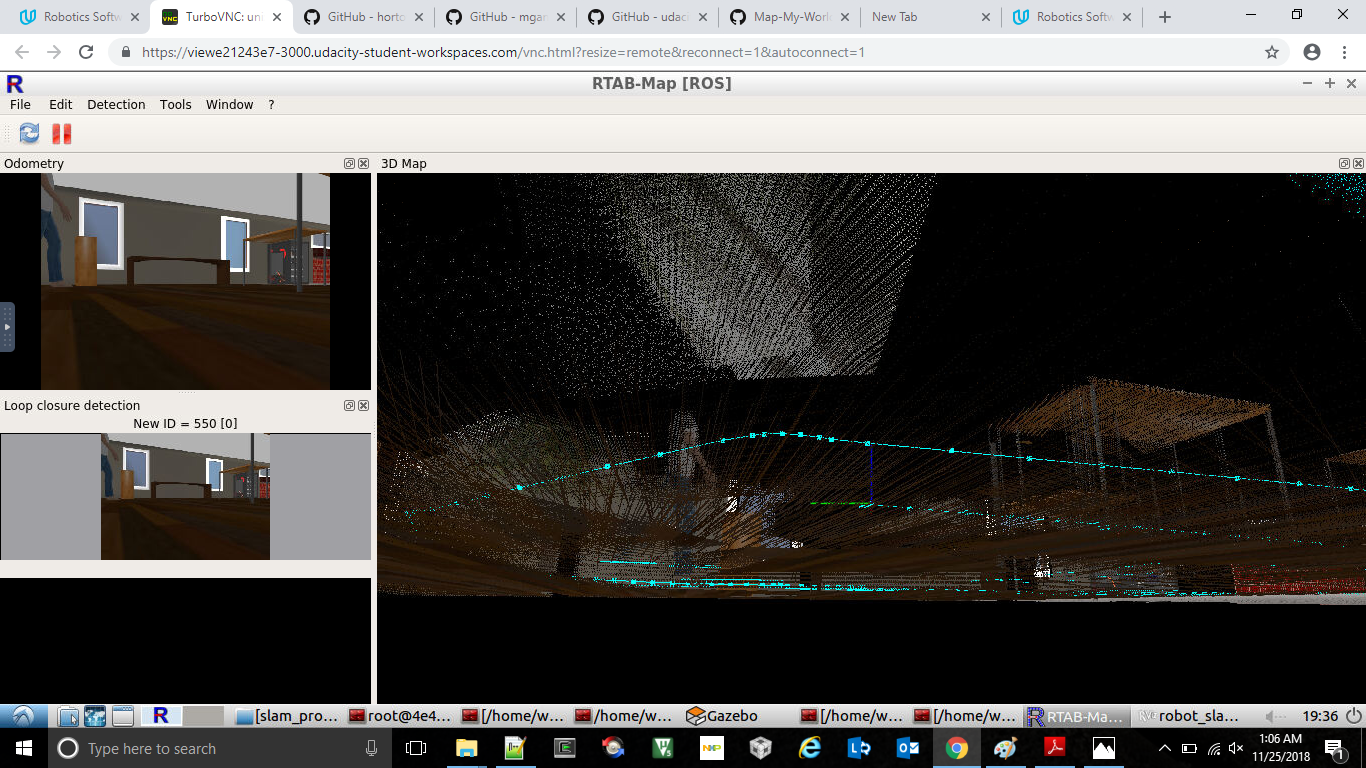 Robotics Softw
TurboVNC: un
GitHub - horto
GitHub - mgar
GitHub - udac
Map-My-Worl
New Tab
Robotics Softw
https://viewe21243e7-3000.udacity-student-workspaces.com/vnc.html?resize=remote&reconnect=1&autoconnect=1
RTAB-Map [ROS]
File Edit Detection Tools Window ?
Odometry
3D Map
Loop closure detection
New ID = 550 [0]
[slam_pro...
root@4e4...
[/home/w...
/home/w...
Gazebo
[/home/w...
[/home/w...
RTAB-Ma...
robot_sla...
19:36
Type here to search
1:06 AM
11/25/2018
1